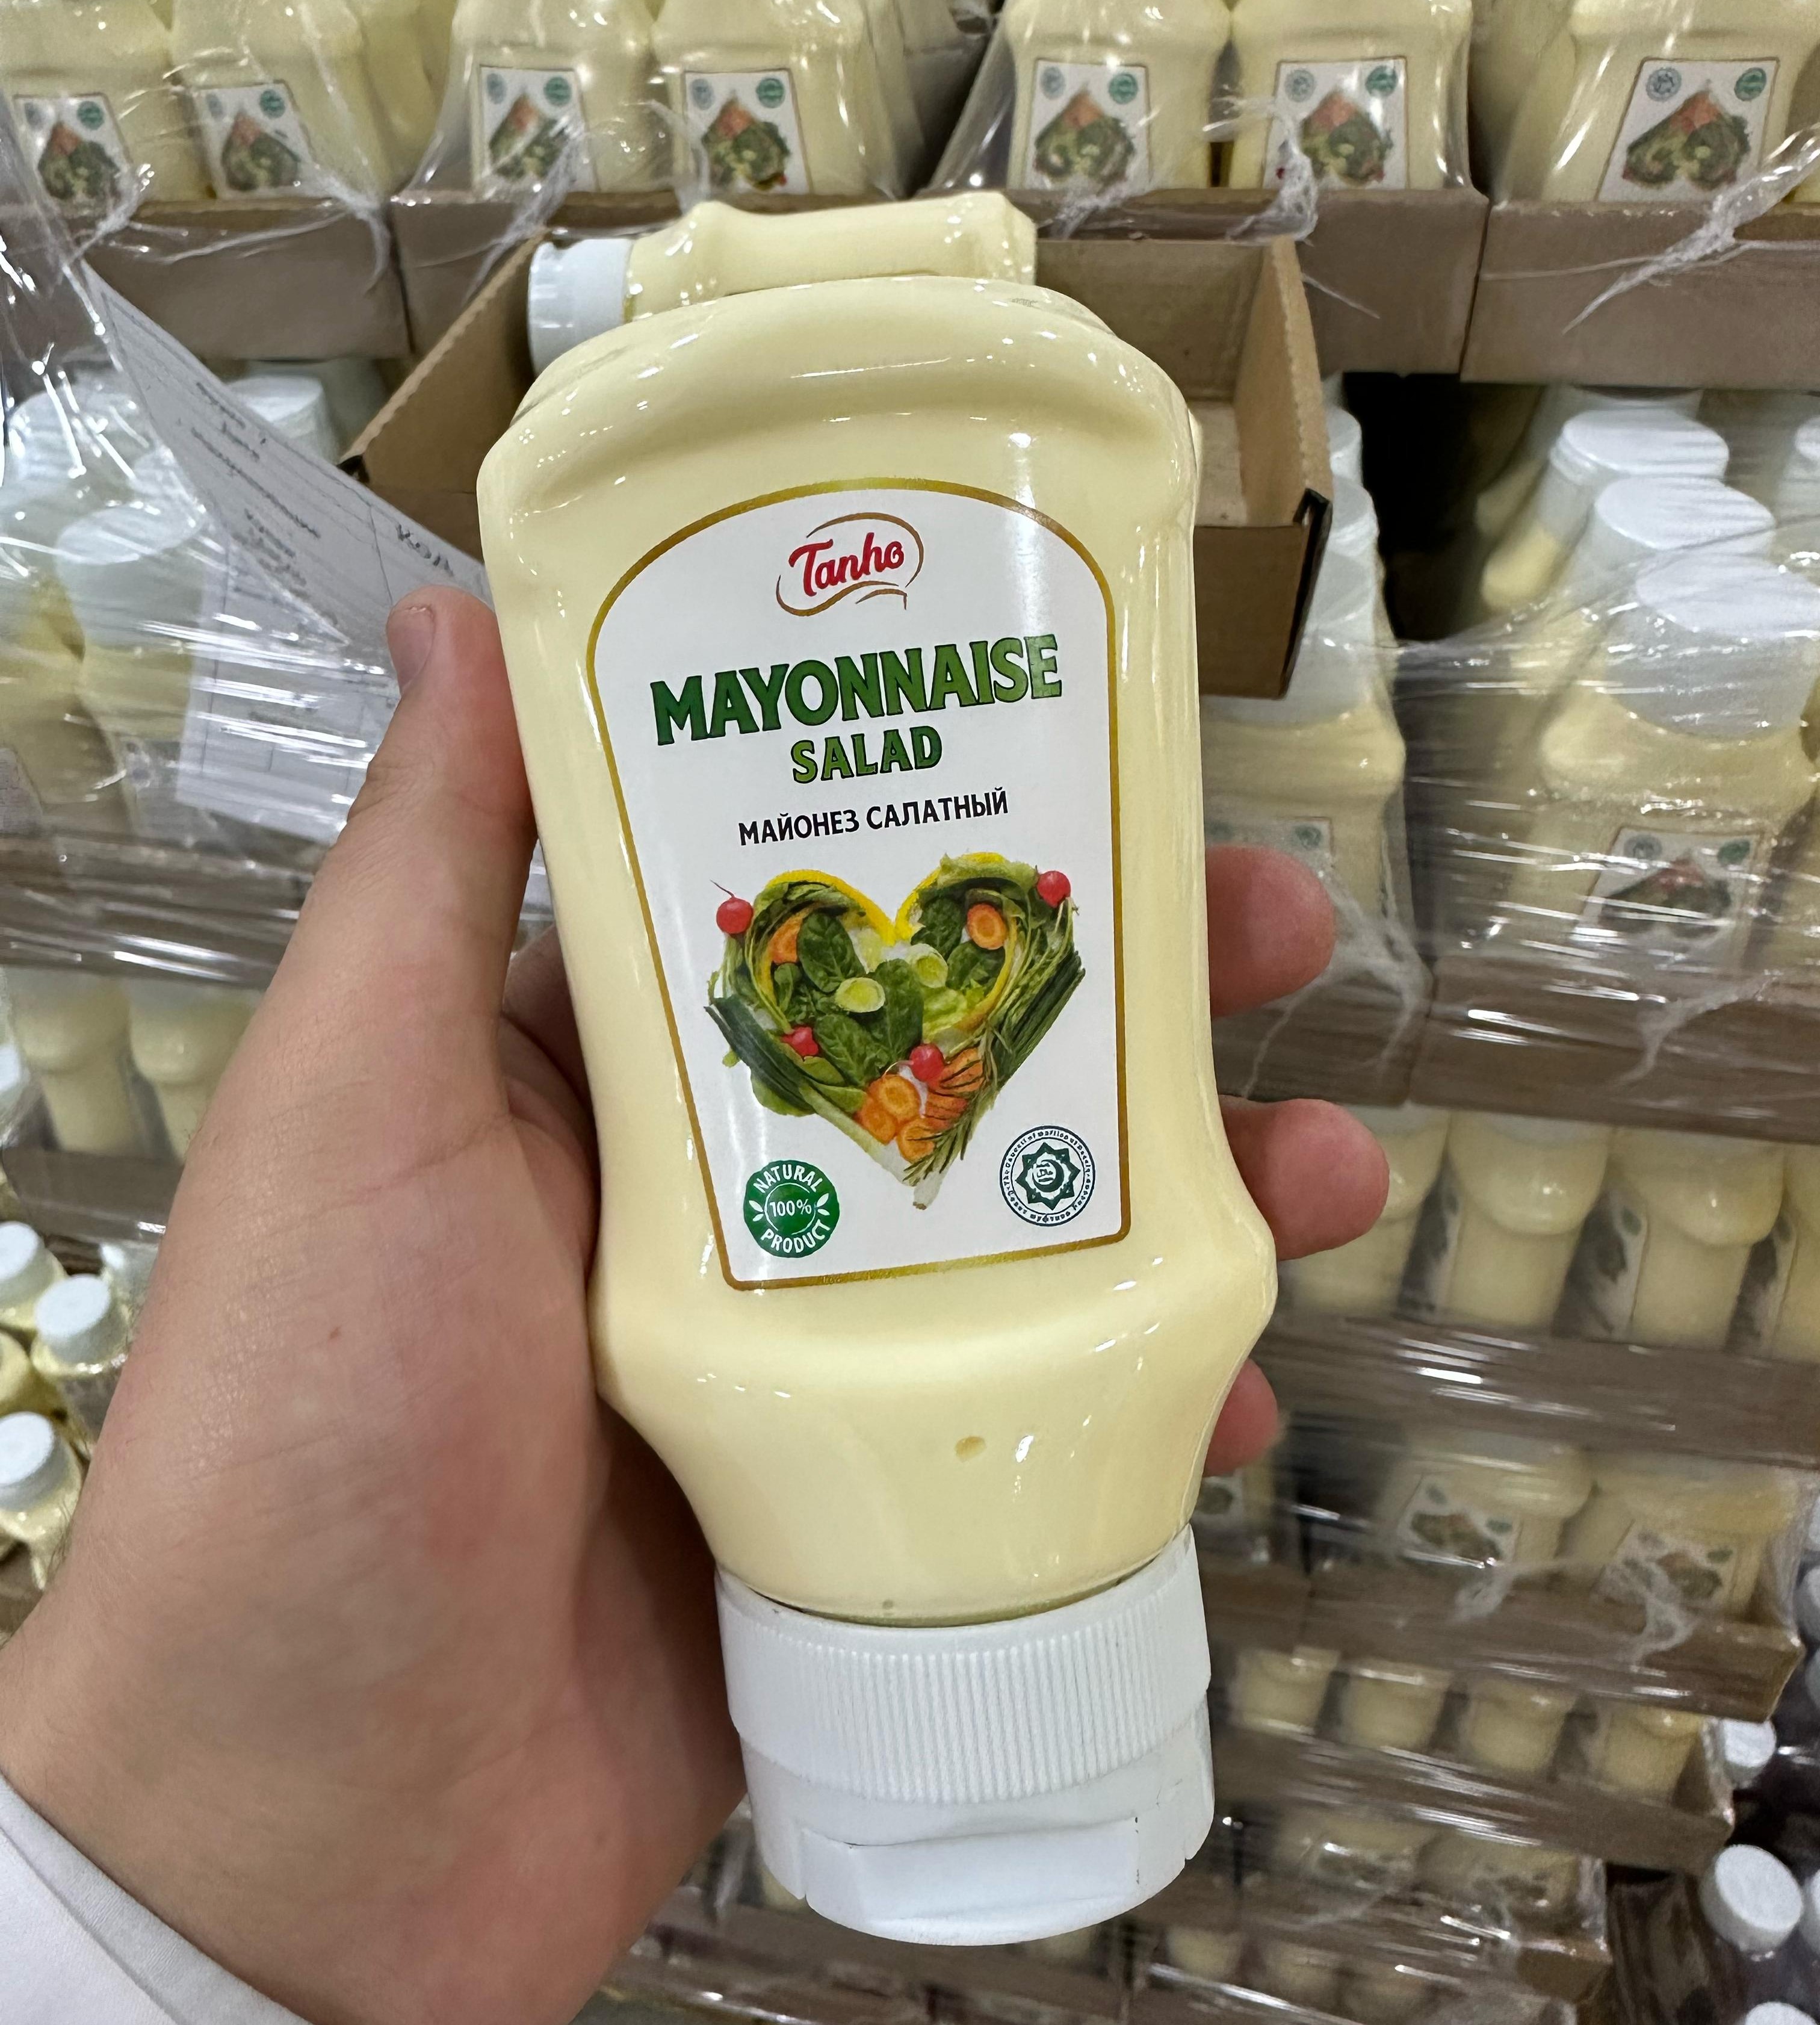 Tanho
MAYONNAISE
SALAD
МАЙОНЕЗ САЛАТНЫЙ
NATURAL
100%
PRODUCT